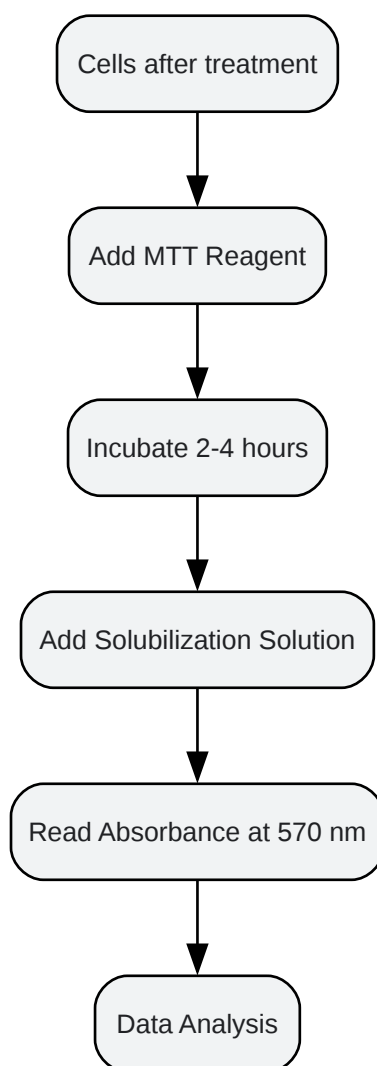 Cells after treatment
Add MTT Reagent
Incubate 2-4 hours
Add Solubilization Solution
Read Absorbance at 570 nm
Data Analysis